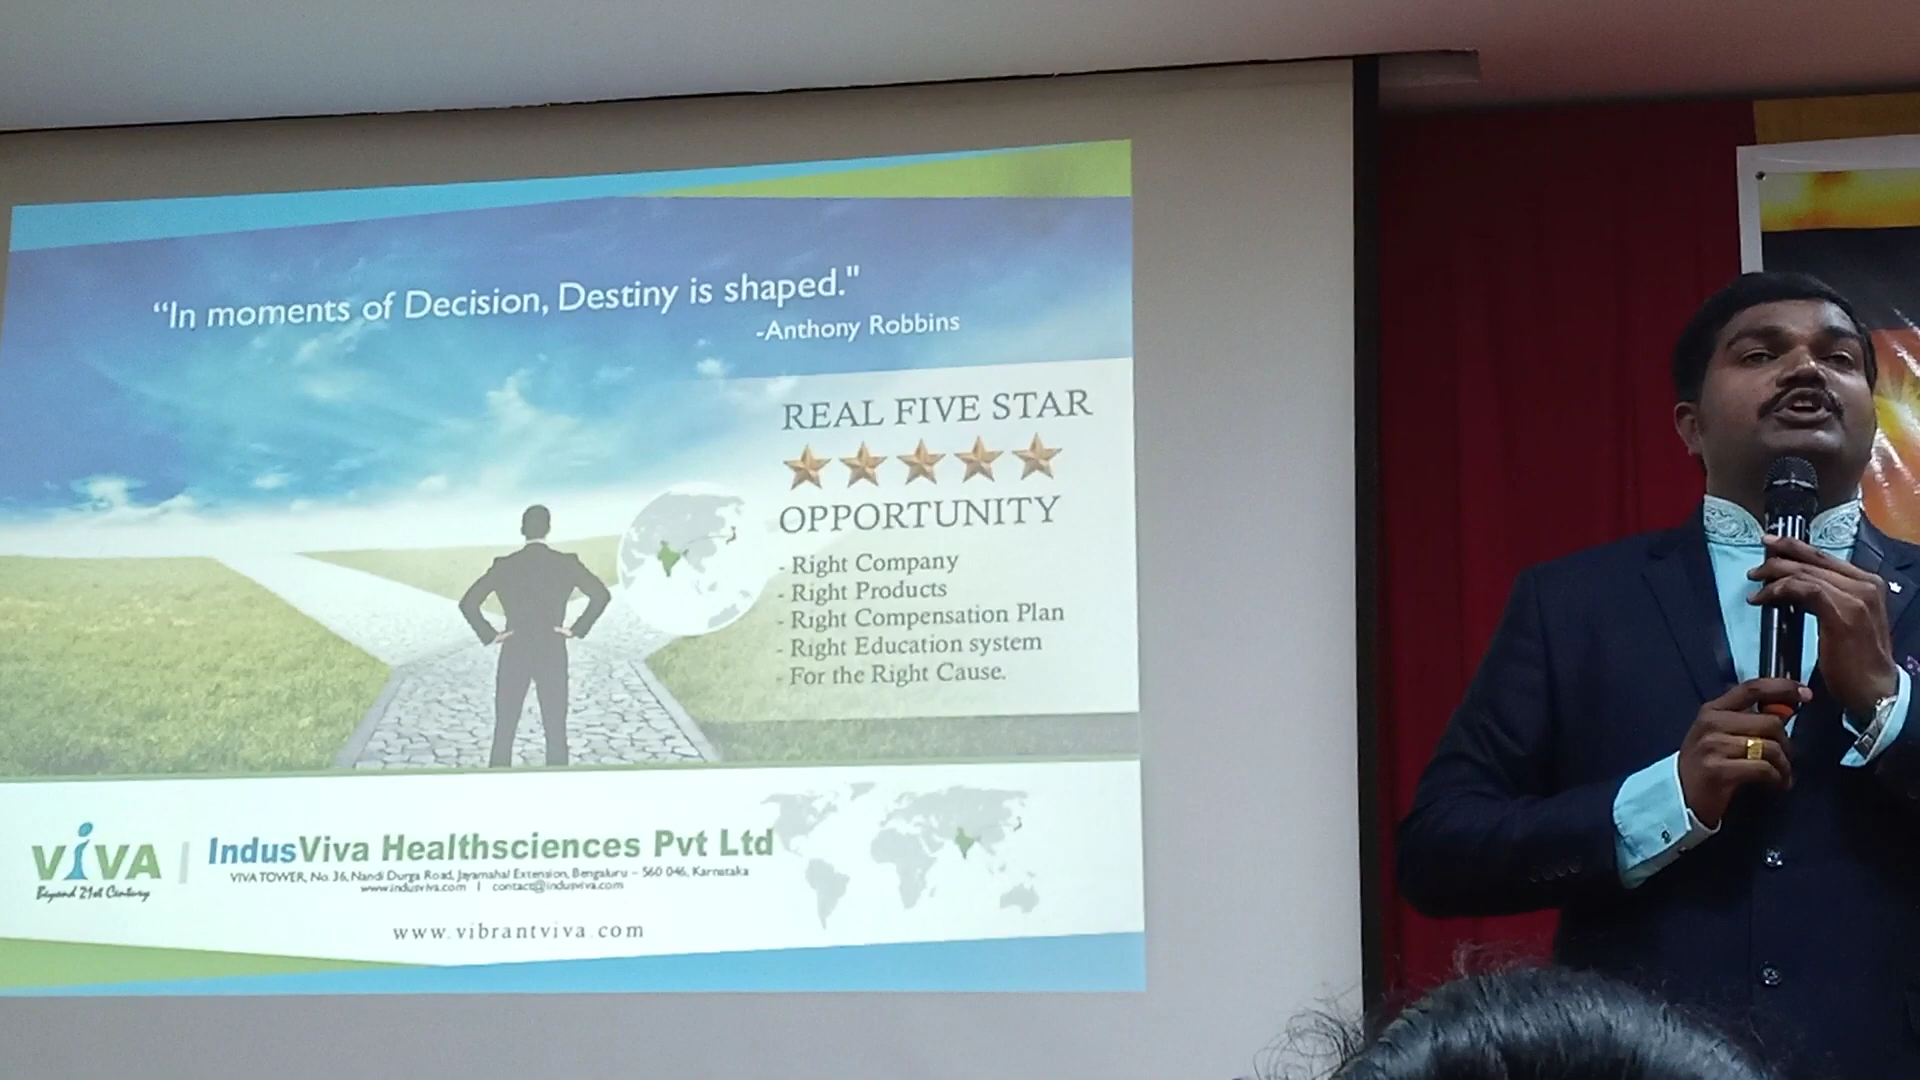 “In moments of Decision, Destiny is shaped."
-Anthony Robbins
REAL FIVE STAR
OPPORTUNITY
- Right Company
- Right Products
- Right Compensation Plan
- Right Education system
- For the Right Cause.
VIVA
Beyond 21st Century
IndusViva Healthsciences Pvt Ltd
VIVA TOWER, No. 36, Nandi Durga Road, Jayamahal Extension, Bengaluru – 560 046, Karnataka
www.indusviva.com | contact@indusviva.com
www.vibrantviva.com